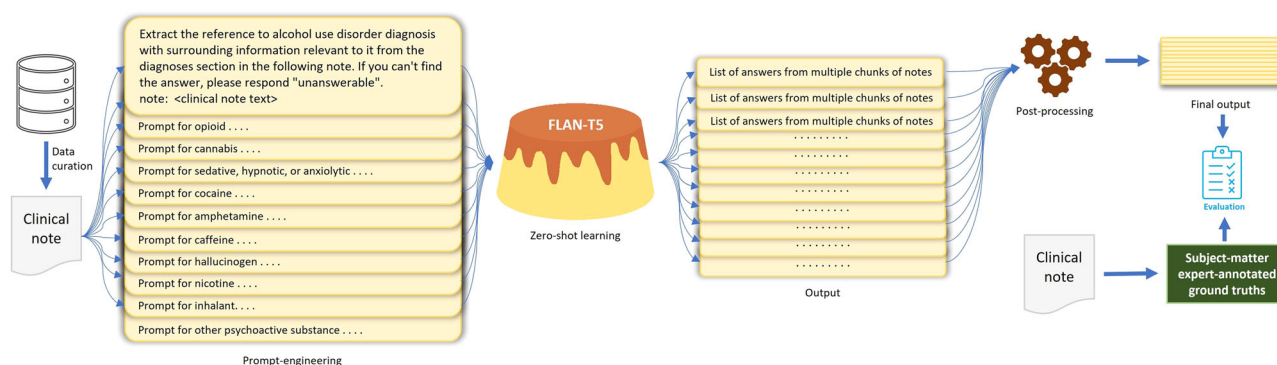 Data
curation
Clinical
note
Extract the reference to alcohol use disorder diagnosis
with surrounding information relevant to it from the
diagnoses section in the following note. If you can't find
the answer, please respond "unanswerable".
note: <clinical note text>
Prompt for opioid . . . .
Prompt for cannabis . . . .
Prompt for sedative, hypnotic, or anxiolytic . . . .
Prompt for cocaine . . . .
Prompt for amphetamine . . . .
Prompt for caffeine . . . .
Prompt for hallucinogen . . . .
Prompt for nicotine . . . .
Prompt for inhalant. . . .
Prompt for other psychoactive substance . . . .
Prompt-engineering
FLAN-T5
Zero-shot learning
List of answers from multiple chunks of notes
List of answers from multiple chunks of notes
List of answers from multiple chunks of notes
. . . . . . . . .
. . . . . . . . .
. . . . . . . . .
. . . . . . . . .
. . . . . . . . .
. . . . . . . . .
. . . . . . . . .
. . . . . . . . .
Output
Post-processing
Final output
Evaluation
Clinical
note
Subject-matter
expert-annotated
ground truths